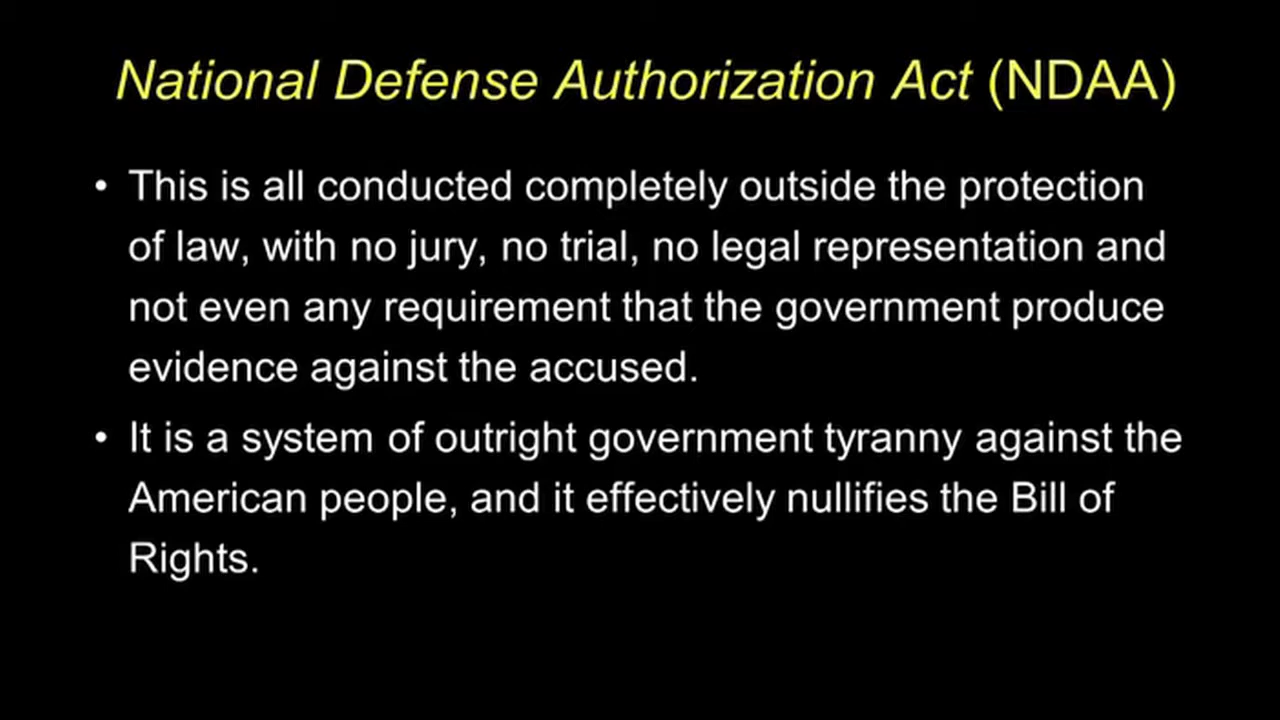 National Defense Authorization Act (NDAA)
• This is all conducted completely outside the protection
of law, with no jury, no trial, no legal representation and
not even any requirement that the government produce
evidence against the accused.
• It is a system of outright government tyranny against the
American people, and it effectively nullifies the Bill of
Rights.